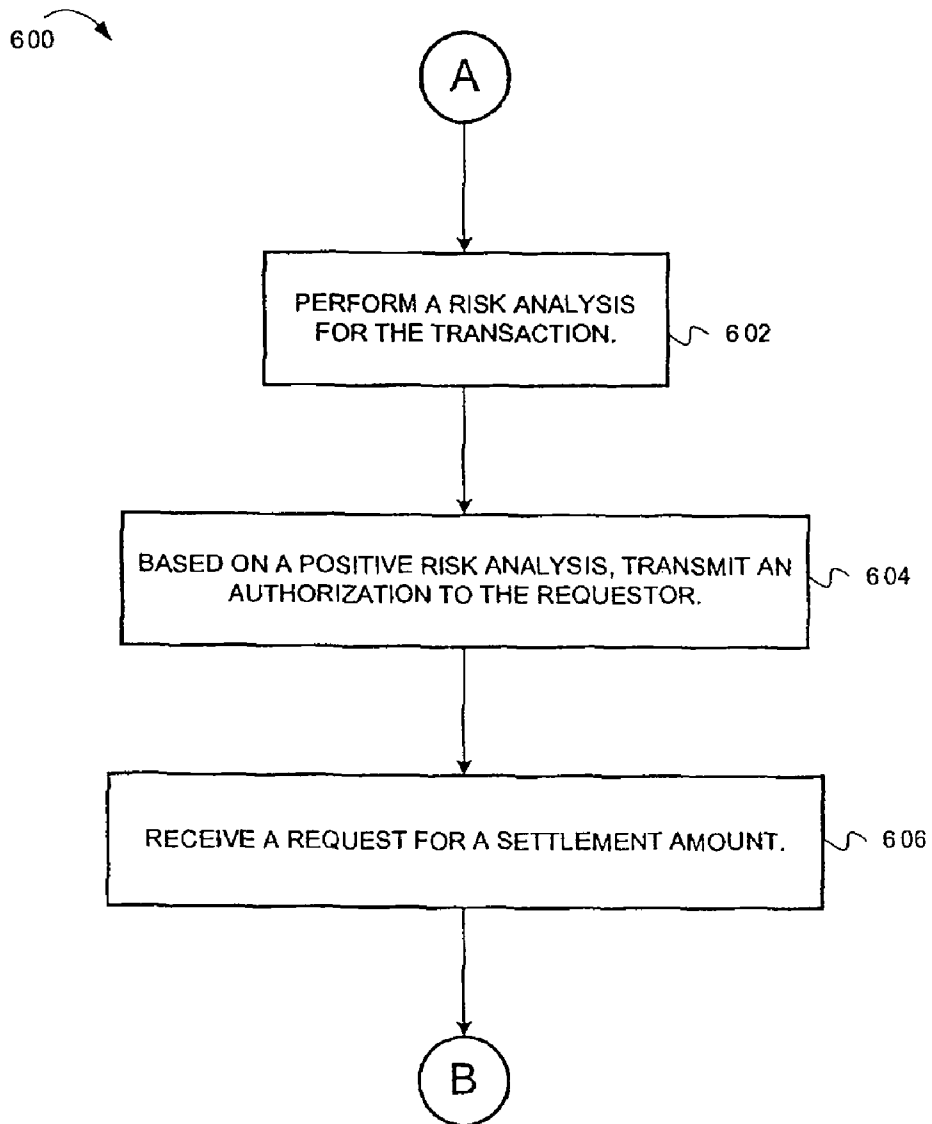 600
A
PERFORM A RISK ANALYSIS
FOR THE TRANSACTION.
602
BASED ON A POSITIVE RISK ANALYSIS, TRANSMIT AN
AUTHORIZATION TO THE REQUESTOR.
604
RECEIVE A REQUEST FOR A SETTLEMENT AMOUNT.
606
B